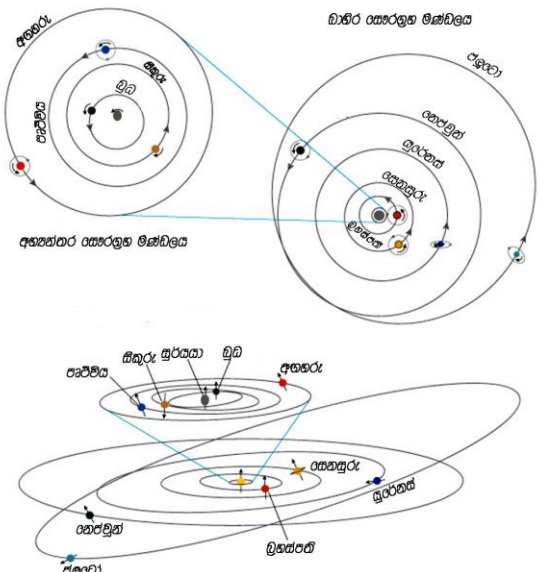 බාහිර සෞරග්‍රහ මණ්ඩලය
අඟහරු
සිකුරු
බුධ
පෘථිවිය
ප්ලුටෝ
නෙප්චූන්
යුරේනස්
සෙනසුරු
බ්‍රහස්පති
අභ්‍යන්තර සෞරග්‍රහ මණ්ඩලය
පෘථිවිය
සිකුරු
සුර්යයා
බුධ
අඟහරු
සෙනසුරු
යුරේනස්
නෙප්චූන්
බ්‍රහස්පති
ප්ලුටෝ